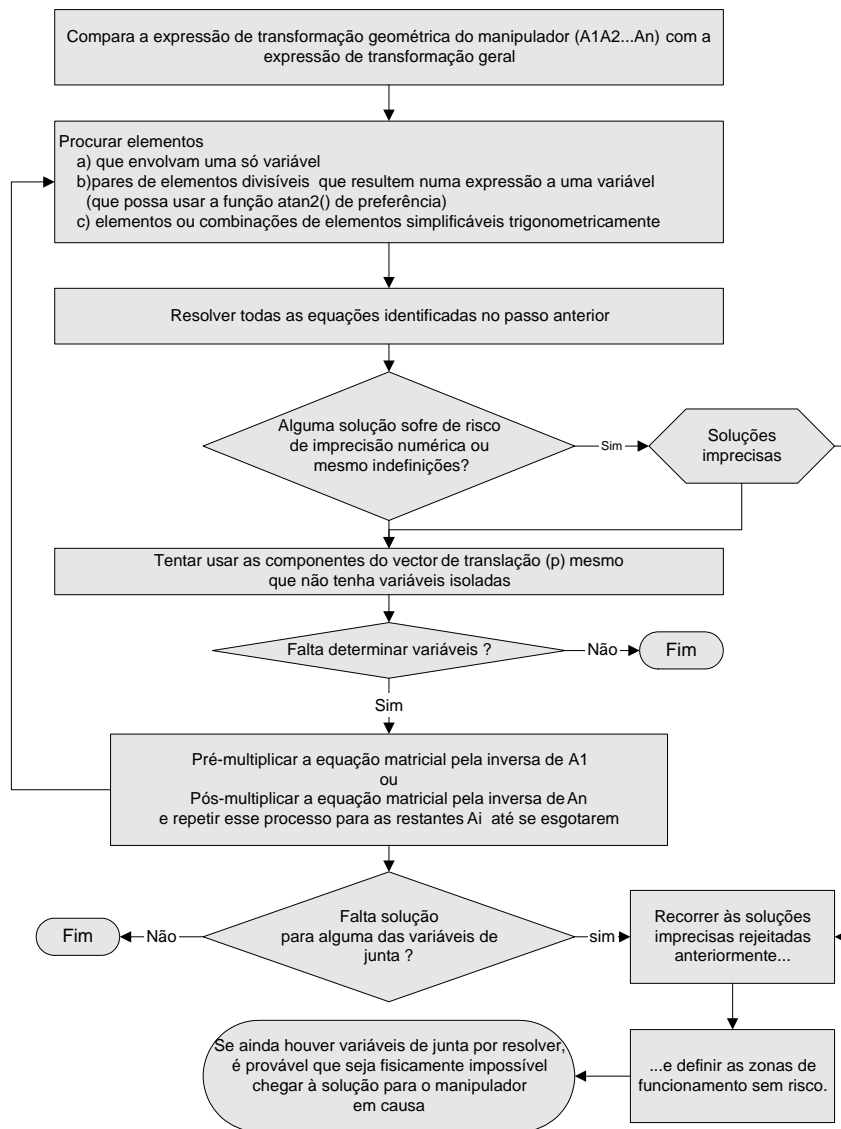 Compara a expressão de transformação geométrica do manipulador (A1A2...An) com a
expressão de transformação geral
Procurar elementos
a) que envolvam uma só variável
b)pares de elementos divisíveis que resultem numa expressão a uma variável
(que possa usar a função atan2() de preferência)
c) elementos ou combinações de elementos simplificáveis trigonometricamente
Resolver todas as equações identificadas no passo anterior
Alguma solução sofre de risco
de imprecisão numérica ou
mesmo indefinições?
Sim
Soluções
imprecisas
Tentar usar as componentes do vector de translação (p) mesmo
que não tenha variáveis isoladas
Falta determinar variáveis ?
Não
Fim
Sim
Pré-multiplicar a equação matricial pela inversa de A1
ou
Pós-multiplicar a equação matricial pela inversa de An
e repetir esse processo para as restantes Ai até se esgotarem
Falta solução
para alguma das variáveis de
junta ?
Não
Fim
sim
Recorrer às soluções
imprecisas rejeitadas
anteriormente...
...e definir as zonas de
funcionamento sem risco.
Se ainda houver variáveis de junta por resolver,
é provável que seja fisicamente impossível
chegar à solução para o manipulador
em causa